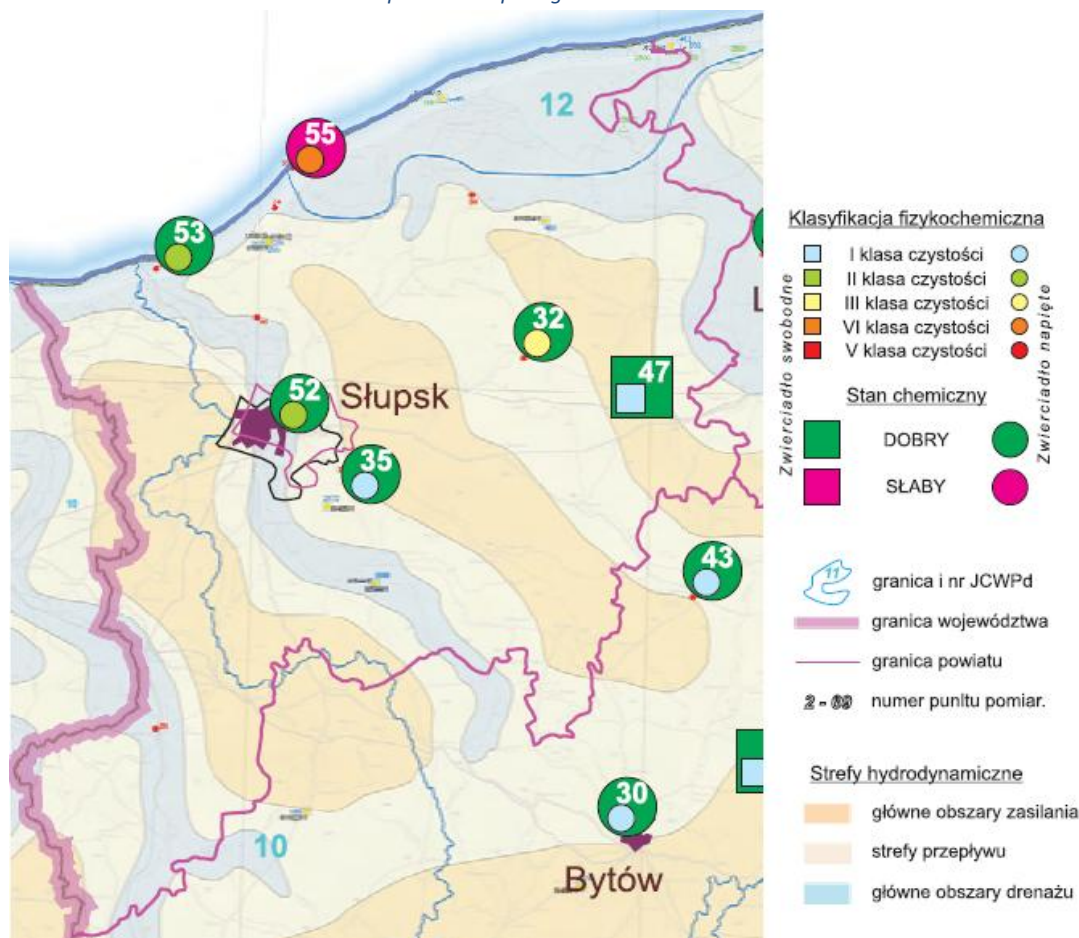 12
55
53
32
47
52
Słupsk
35
43
30
Bytów
10
10
L
Klasyfikacja fizykochemiczna
I klasa czystości
II klasa czystości
III klasa czystości
VI klasa czystości
V klasa czystości
Zwierciadło swobodne
Zwierciadło napięte
Stan chemiczny
DOBRY
SŁABY
11
granica i nr JCWPd
granica województwa
granica powiatu
2 - 69
numer punltu pomiar.
Strefy hydrodynamiczne
główne obszary zasilania
strefy przepływu
główne obszary drenażu